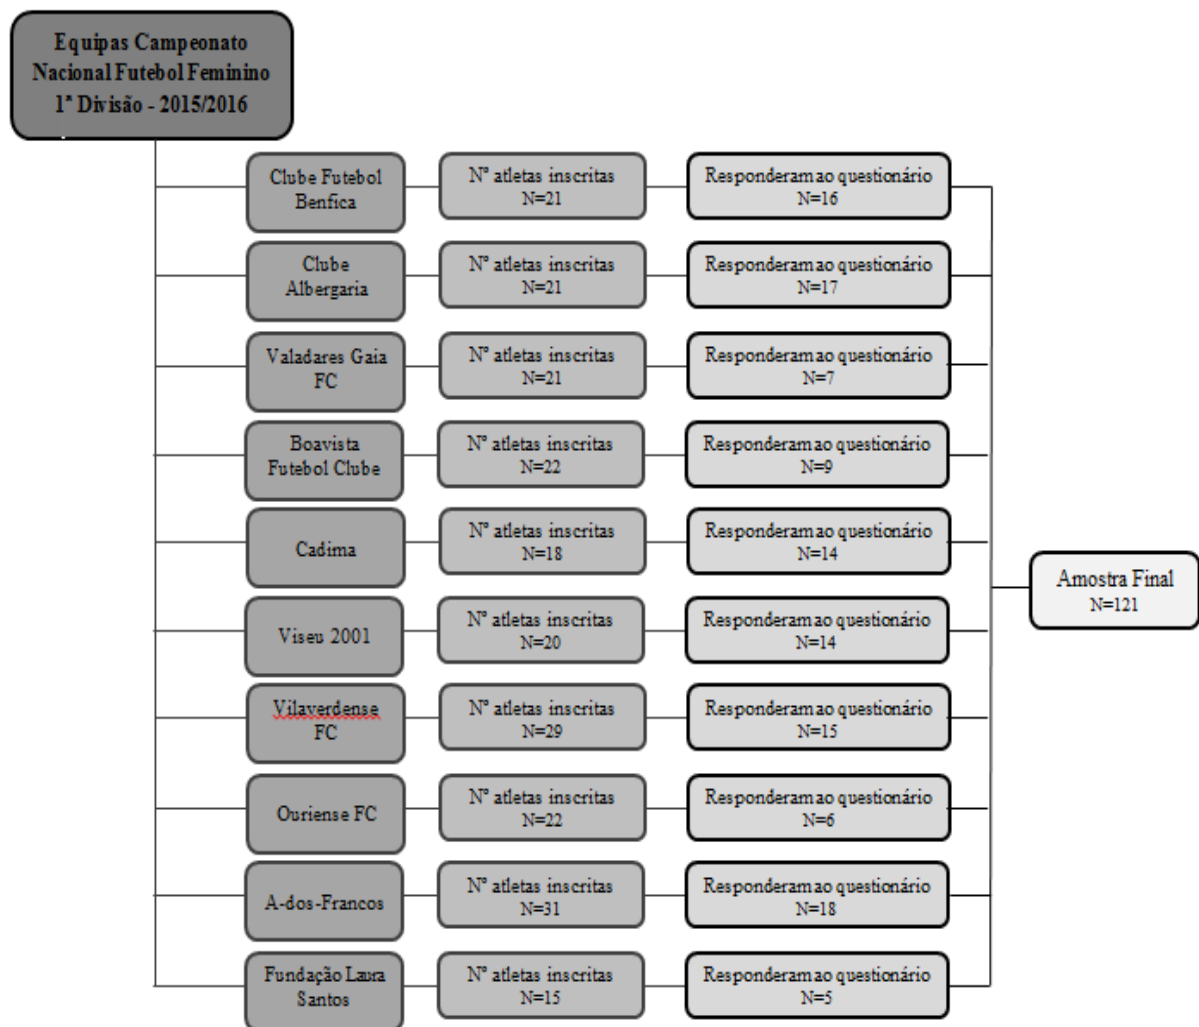 Equipas Campeonato
Nacional Futebol Feminino
1ª Divisão - 2015/2016
Clube Futebol
Benfica
Nº atletas inscritas
N=21
Responderam ao questionário
N=16
Clube
Albergaria
Nº atletas inscritas
N=21
Responderam ao questionário
N=17
Valadares Gaia
FC
Nº atletas inscritas
N=21
Responderam ao questionário
N=7
Boavista
Futebol Clube
Nº atletas inscritas
N=22
Responderam ao questionário
N=9
Cadima
Nº atletas inscritas
N=18
Responderam ao questionário
N=14
Viseu 2001
Nº atletas inscritas
N=20
Responderam ao questionário
N=14
Vilaverdense
FC
Nº atletas inscritas
N=29
Responderam ao questionário
N=15
Ouriense FC
Nº atletas inscritas
N=22
Responderam ao questionário
N=6
A-dos-Francos
Nº atletas inscritas
N=31
Responderam ao questionário
N=18
Fundação Laura
Santos
Nº atletas inscritas
N=15
Responderam ao questionário
N=5
Amostra Final
N=121